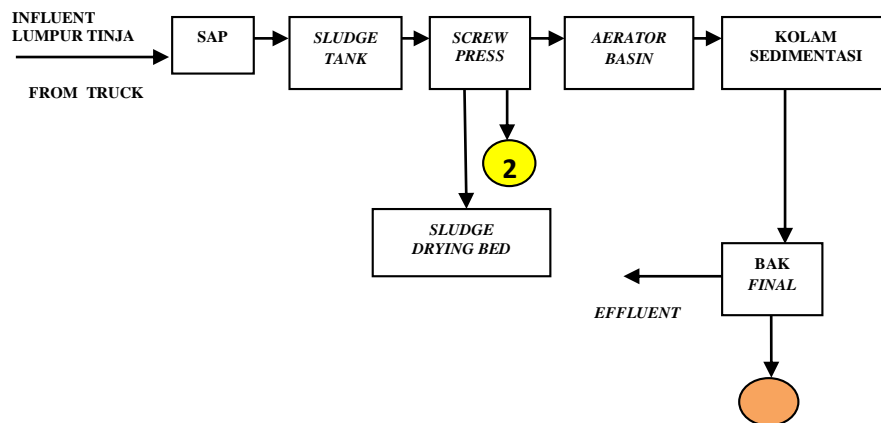 INFLUENT
LUMPUR TINJA
FROM TRUCK
SAP
SLUDGE
TANK
SCREW
PRESS
AERATOR
BASIN
KOLAM
SEDIMENTASI
2
SLUDGE
DRYING BED
BAK
FINAL
EFFLUENT